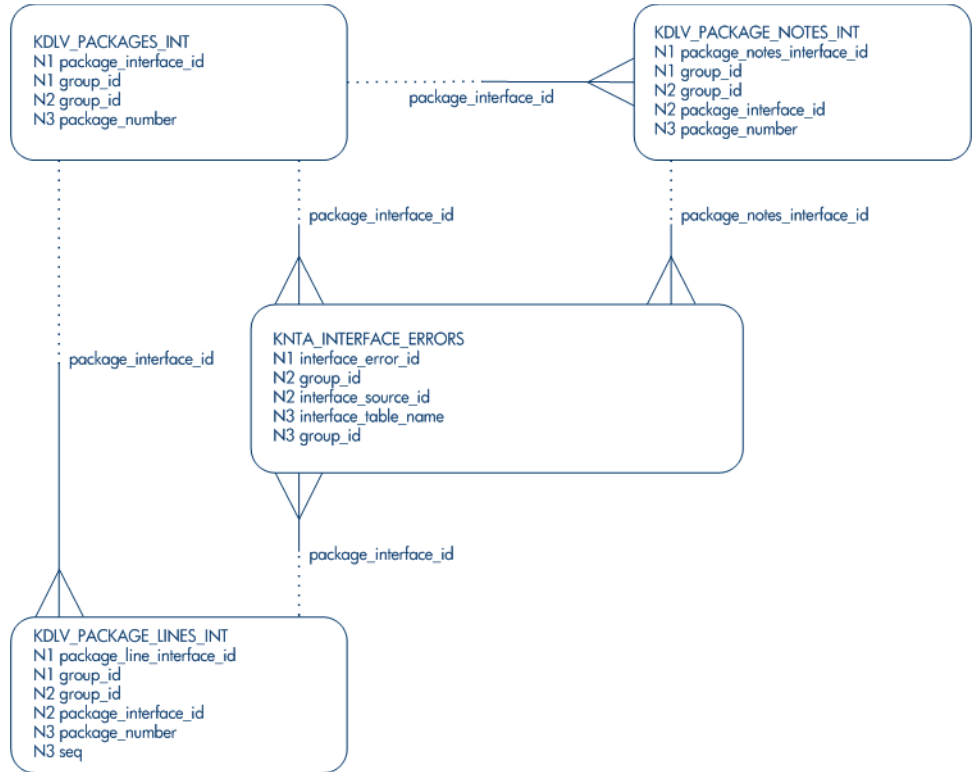 KDLV_PACKAGES_INT
N1 package_interface_id
N1 group_id
N2 group_id
N3 package_number
package_interface_id
KDLV_PACKAGE_NOTES_INT
N1 package_notes_interface_id
N1 group_id
N2 group_id
N2 package_interface_id
N3 package_number
package_interface_id
package_notes_interface_id
KNTA_INTERFACE_ERRORS
N1 interface_error_id
N2 group_id
N2 interface_source_id
N3 interface_table_name
N3 group_id
package_interface_id
package_interface_id
KDLV_PACKAGE_LINES_INT
N1 package_line_interface_id
N1 group_id
N2 group_id
N2 package_interface_id
N3 package_number
N3 seq